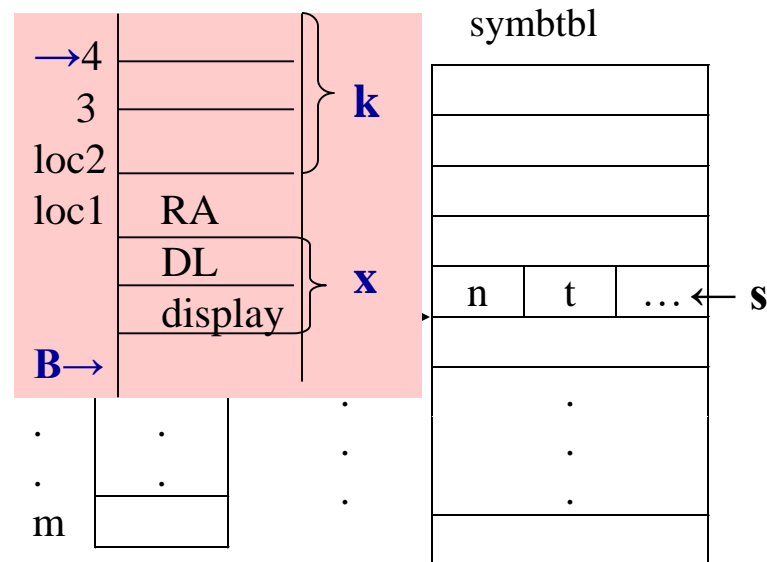 symbtbl
→4
3
k
loc2
loc1 RA
DL
x
display
n t … ← s
B→
. . . .
. . . .
. .
m